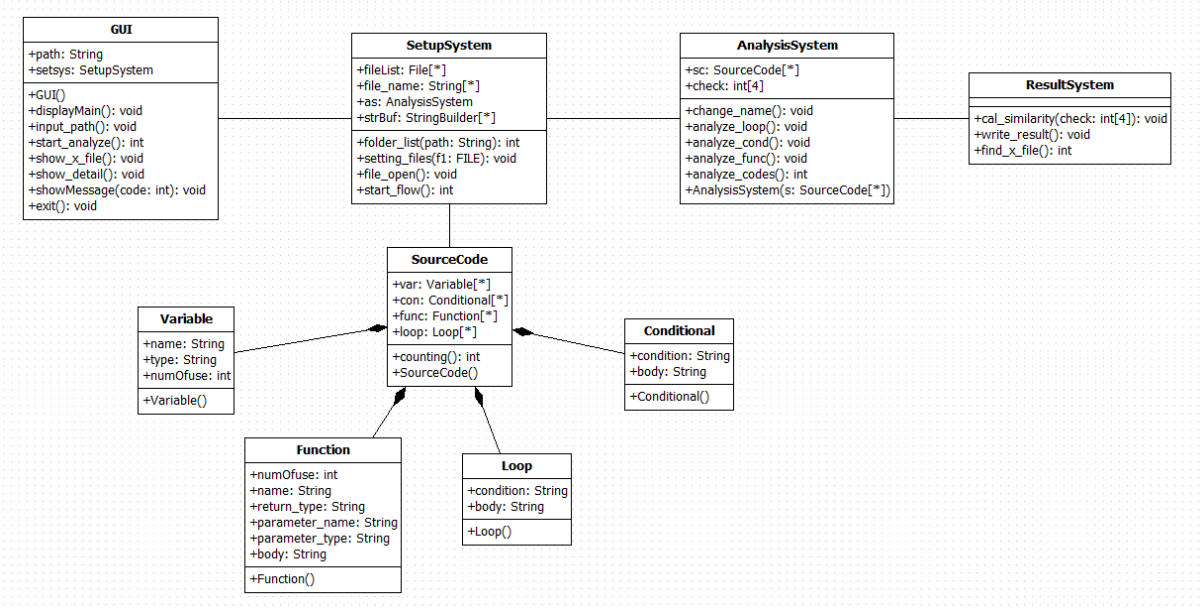 GUI
+path: String
+setsys: SetupSystem
+GUI()
+displayMain(): void
+input_path(): void
+start_analyze(): int
+show_x_file(): void
+show_detail(): void
+showMessage(code: int): void
+exit(): void
SetupSystem
+fileList: File[*]
+file_name: String[*]
+as: AnalysisSystem
+strBuf: StringBuilder[*]
+folder_list(path: String): int
+setting_files(f1: FILE): void
+file_open(): void
+start_flow(): int
AnalysisSystem
+sc: SourceCode[*]
+check: int[4]
+change_name(): void
+analyze_loop(): void
+analyze_cond(): void
+analyze_func(): void
+analyze_codes(): int
+AnalysisSystem(s: SourceCode[*])
ResultSystem
+cal_similarity(check: int[4]): void
+write_result(): void
+find_x_file(): int
SourceCode
+var: Variable[*]
+con: Conditional[*]
+func: Function[*]
+loop: Loop[*]
+counting(): int
+SourceCode()
Variable
+name: String
+type: String
+numOfuse: int
+Variable()
Conditional
+condition: String
+body: String
+Conditional()
Function
+numOfuse: int
+name: String
+return_type: String
+parameter_name: String
+parameter_type: String
+body: String
+Function()
Loop
+condition: String
+body: String
+Loop()